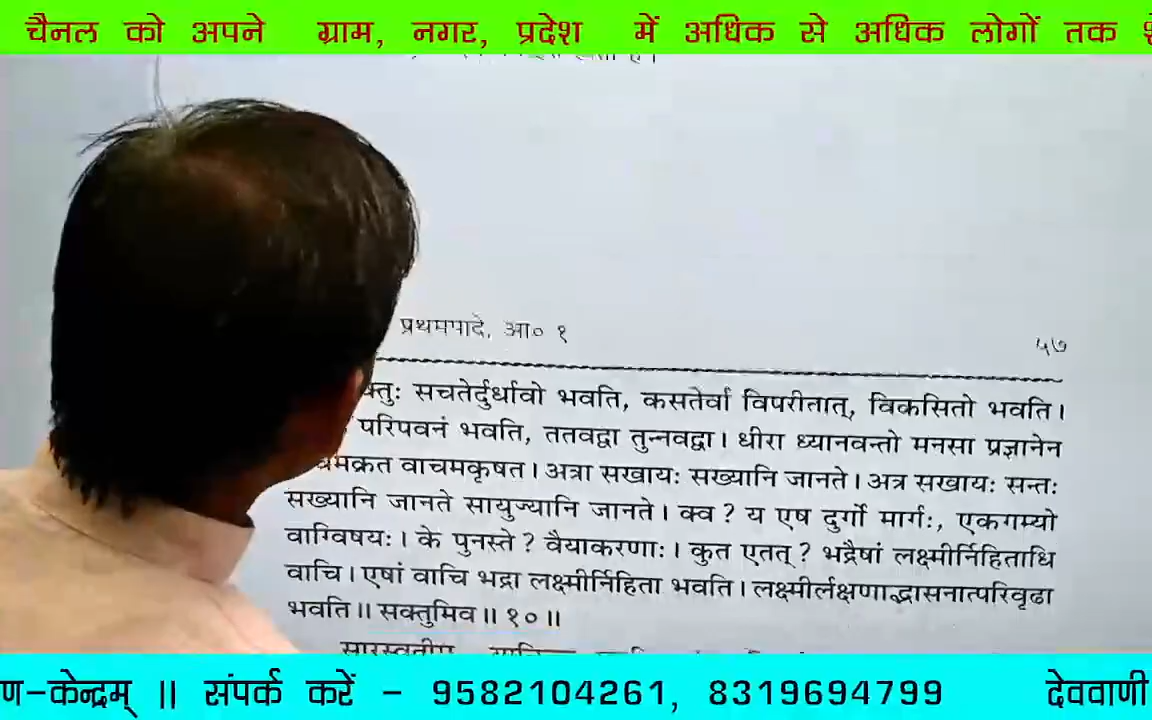 चैनल को अपने ग्राम, नगर, प्रदेश में अधिक से अधिक लोगों तक
प्रथमपादे, आ० १ ५७
सचतेर्दुर्धावो भवति, कसतेर्वा विपरीतात्, विकसितो भवति।
परिपवनं भवति, ततवद्वा तुन्नवद्वा। धीरा ध्यानवन्तो मनसा प्रज्ञानेन
वाचमकृषत। अत्रा सखायः सख्यानि जानते। अत्र सखायः सन्तः
सख्यानि जानते सायुज्यानि जानते। क्व? य एष दुर्गो मार्गः, एकगम्यो
वाग्विषयः। के पुनस्ते? वैयाकरणाः। कुत एतत्? भद्रैषां लक्ष्मीर्निहिताधि
वाचि। एषां वाचि भद्रा लक्ष्मीर्निहिता भवति। लक्ष्मीर्लक्षणाद्भासनात्परिवृढा
भवति॥ सक्तुमिव॥ १०॥
ण-केन्द्रम् || संपर्क करें - 9582104261, 8319694799 देववाणी